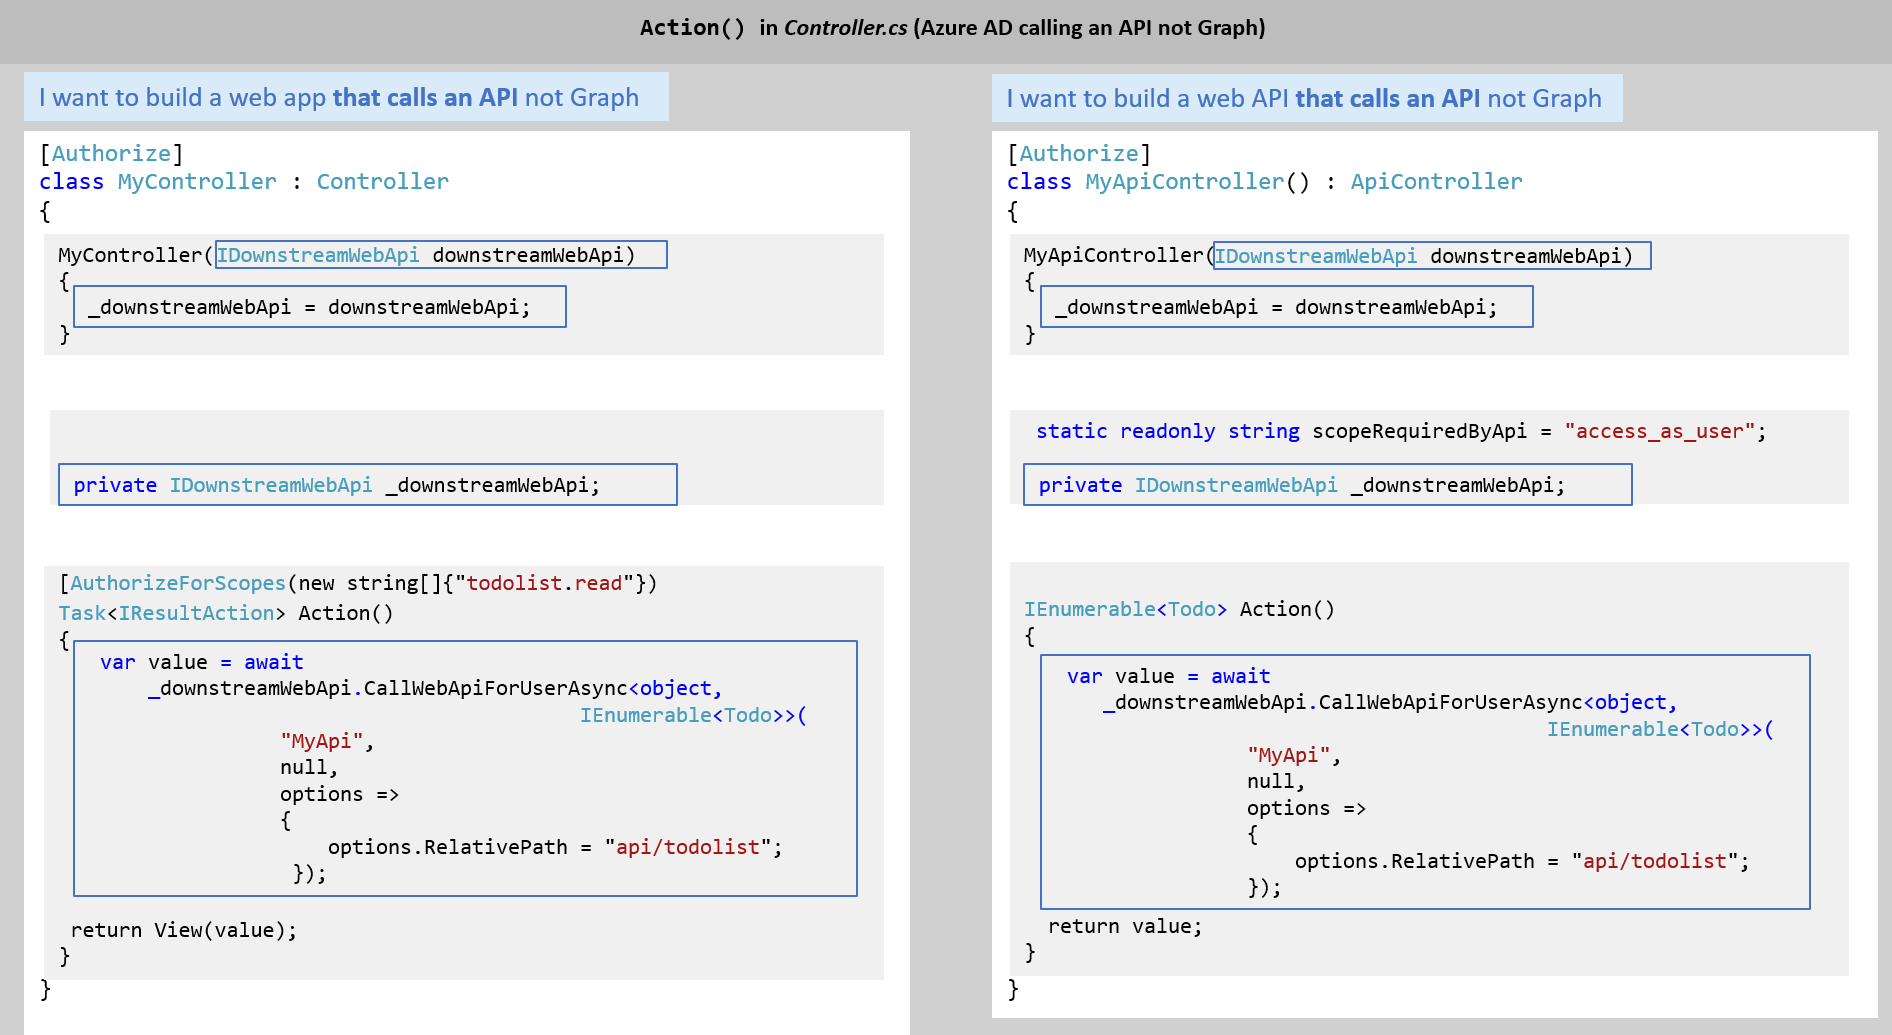 Action() in Controller.cs (Azure AD calling an API not Graph)
I want to build a web app that calls an API not Graph
[Authorize]
class MyController : Controller
{
MyController(IDownstreamWebApi downstreamWebApi)
{
_downstreamWebApi = downstreamWebApi;
}
private IDownstreamWebApi _downstreamWebApi;
[AuthorizeForScopes(new string[]{"todolist.read"})
Task<IResultAction> Action()
{
var value = await
_downstreamWebApi.CallWebApiForUserAsync<object,
IEnumerable<Todo>>(
"MyApi",
null,
options =>
{
options.RelativePath = "api/todolist";
});
return View(value);
}
}
I want to build a web API that calls an API not Graph
[Authorize]
class MyApiController() : ApiController
{
MyApiController(IDownstreamWebApi downstreamWebApi)
{
_downstreamWebApi = downstreamWebApi;
}
static readonly string scopeRequiredByApi = "access_as_user";
private IDownstreamWebApi _downstreamWebApi;
IEnumerable<Todo> Action()
{
var value = await
_downstreamWebApi.CallWebApiForUserAsync<object,
IEnumerable<Todo>>(
"MyApi",
null,
options =>
{
options.RelativePath = "api/todolist";
});
return value;
}
}